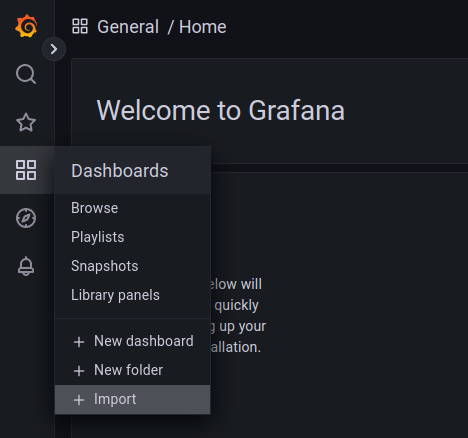 General / Home
Welcome to Grafana
Dashboards
Browse
Playlists
Snapshots
Library panels
+ New dashboard
+ New folder
+ Import
elow will
quickly
g up your
allation.